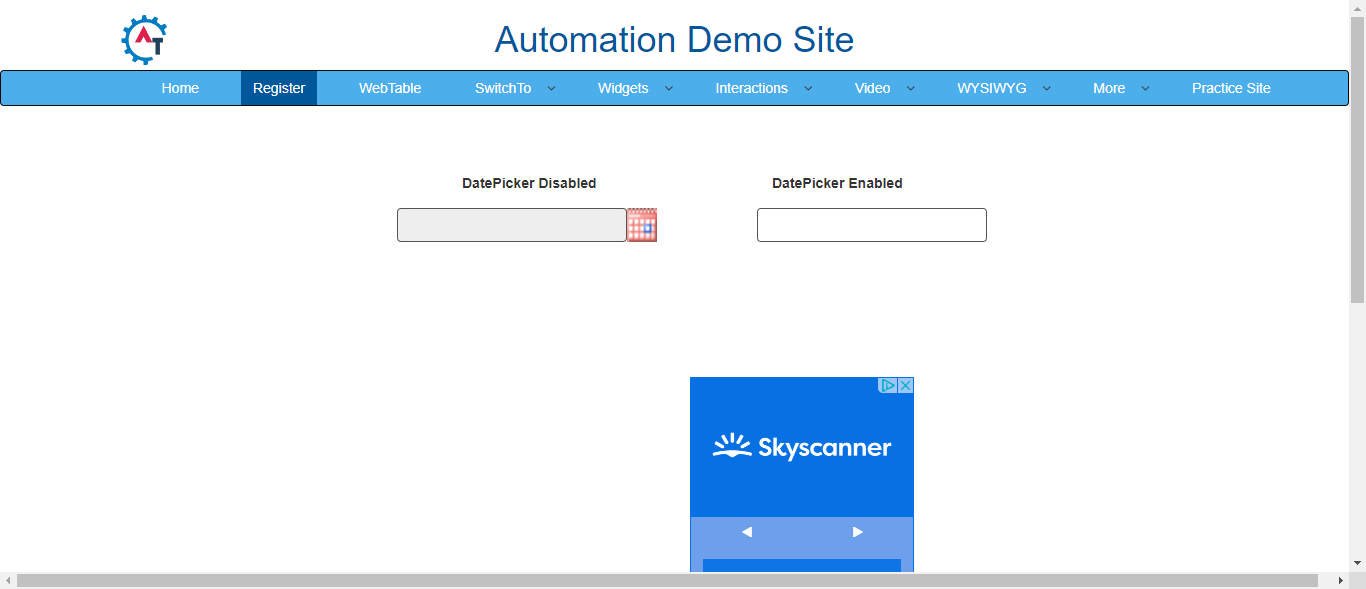 AT
Automation Demo Site
Home Register WebTable SwitchTo Widgets Interactions Video WYSIWYG More Practice Site
DatePicker Disabled DatePicker Enabled
Skyscanner